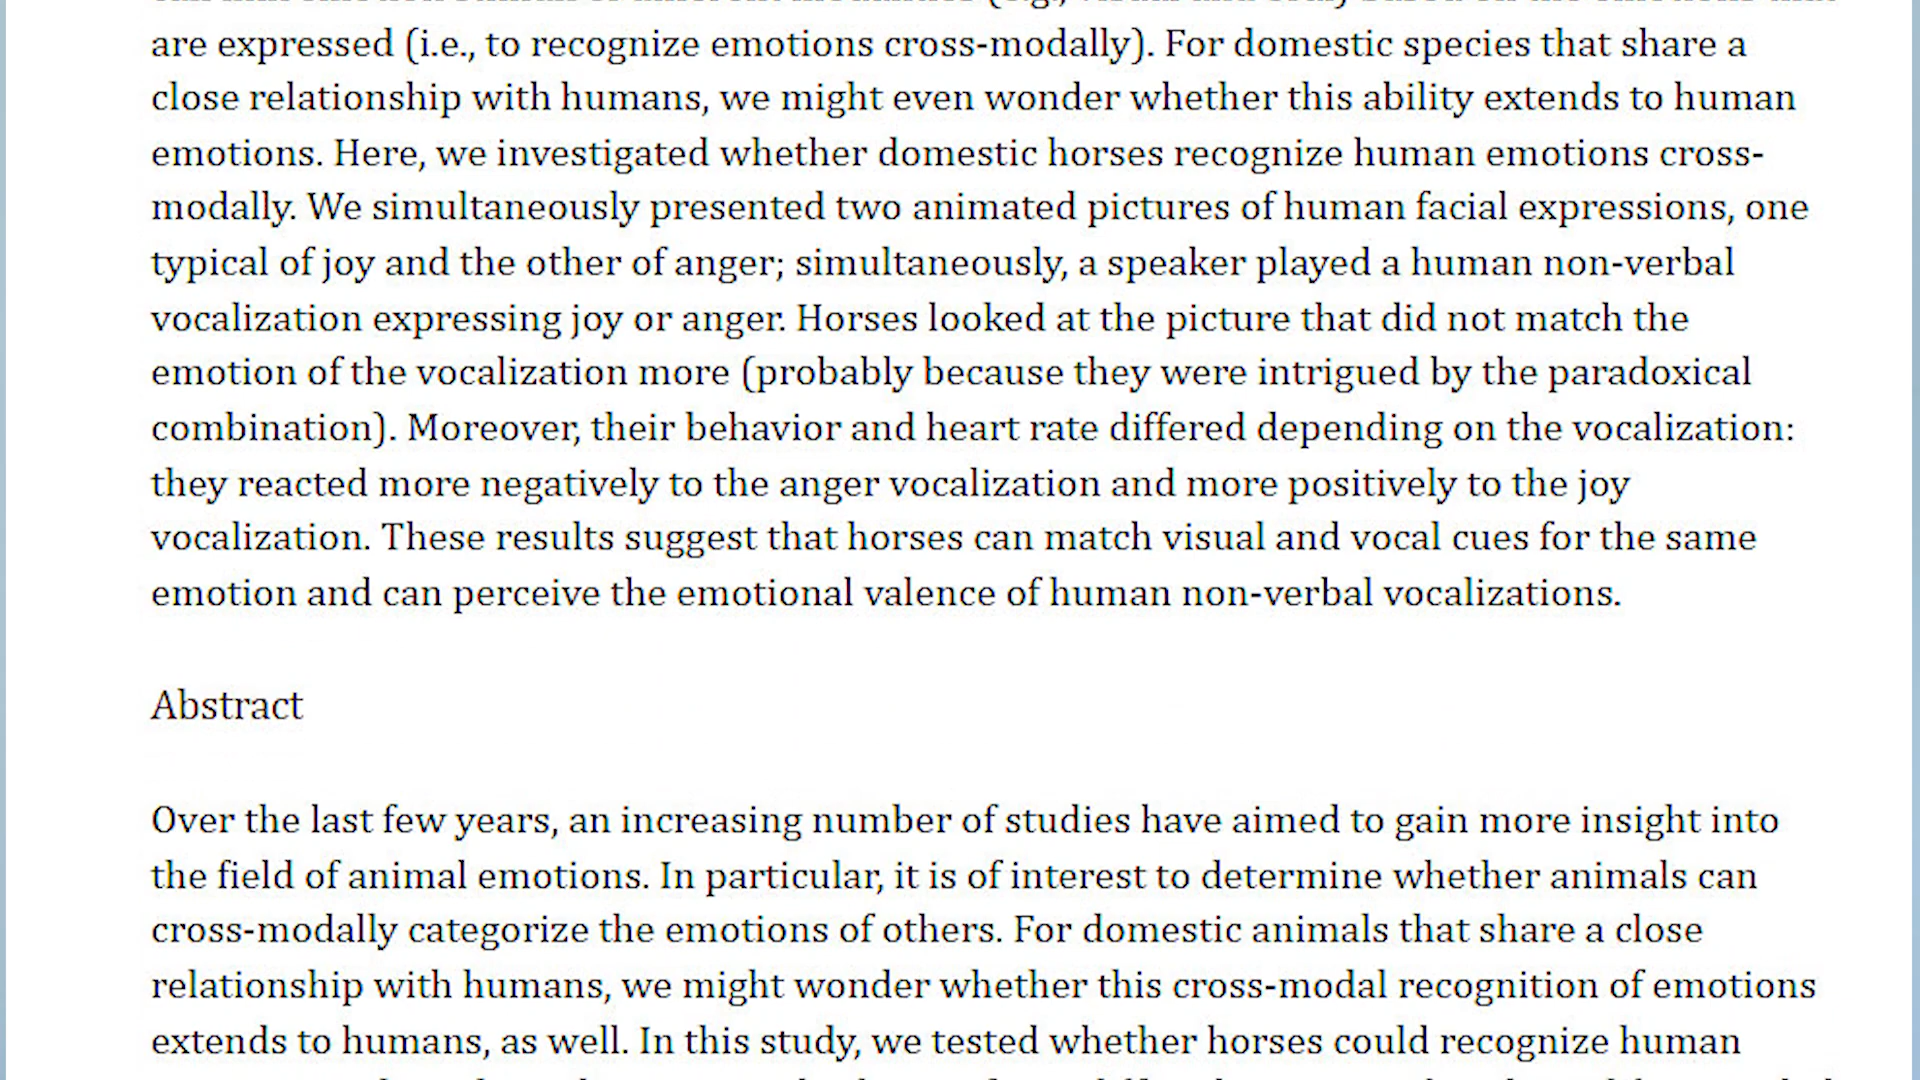 are expressed (i.e., to recognize emotions cross-modally). For domestic species that share a
close relationship with humans, we might even wonder whether this ability extends to human
emotions. Here, we investigated whether domestic horses recognize human emotions cross-
modally. We simultaneously presented two animated pictures of human facial expressions, one
typical of joy and the other of anger; simultaneously, a speaker played a human non-verbal
vocalization expressing joy or anger. Horses looked at the picture that did not match the
emotion of the vocalization more (probably because they were intrigued by the paradoxical
combination). Moreover, their behavior and heart rate differed depending on the vocalization:
they reacted more negatively to the anger vocalization and more positively to the joy
vocalization. These results suggest that horses can match visual and vocal cues for the same
emotion and can perceive the emotional valence of human non-verbal vocalizations.
Abstract
Over the last few years, an increasing number of studies have aimed to gain more insight into
the field of animal emotions. In particular, it is of interest to determine whether animals can
cross-modally categorize the emotions of others. For domestic animals that share a close
relationship with humans, we might wonder whether this cross-modal recognition of emotions
extends to humans, as well. In this study, we tested whether horses could recognize human